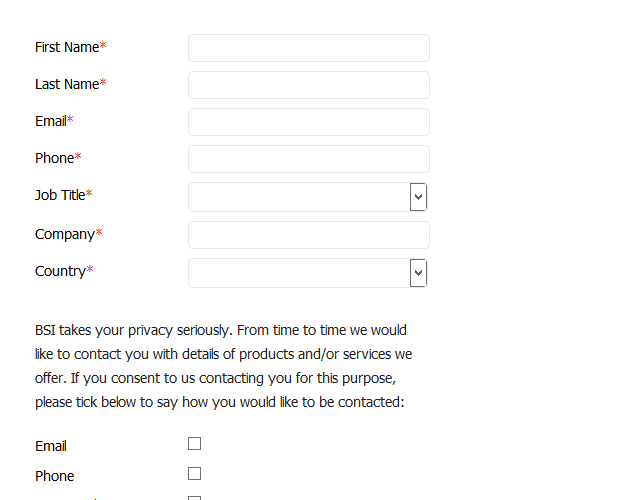 First Name*
Last Name*
Email*
Phone*
Job Title*
Company*
Country*
BSI takes your privacy seriously. From time to time we would
like to contact you with details of products and/or services we
offer. If you consent to us contacting you for this purpose,
please tick below to say how you would like to be contacted:
Email
Phone